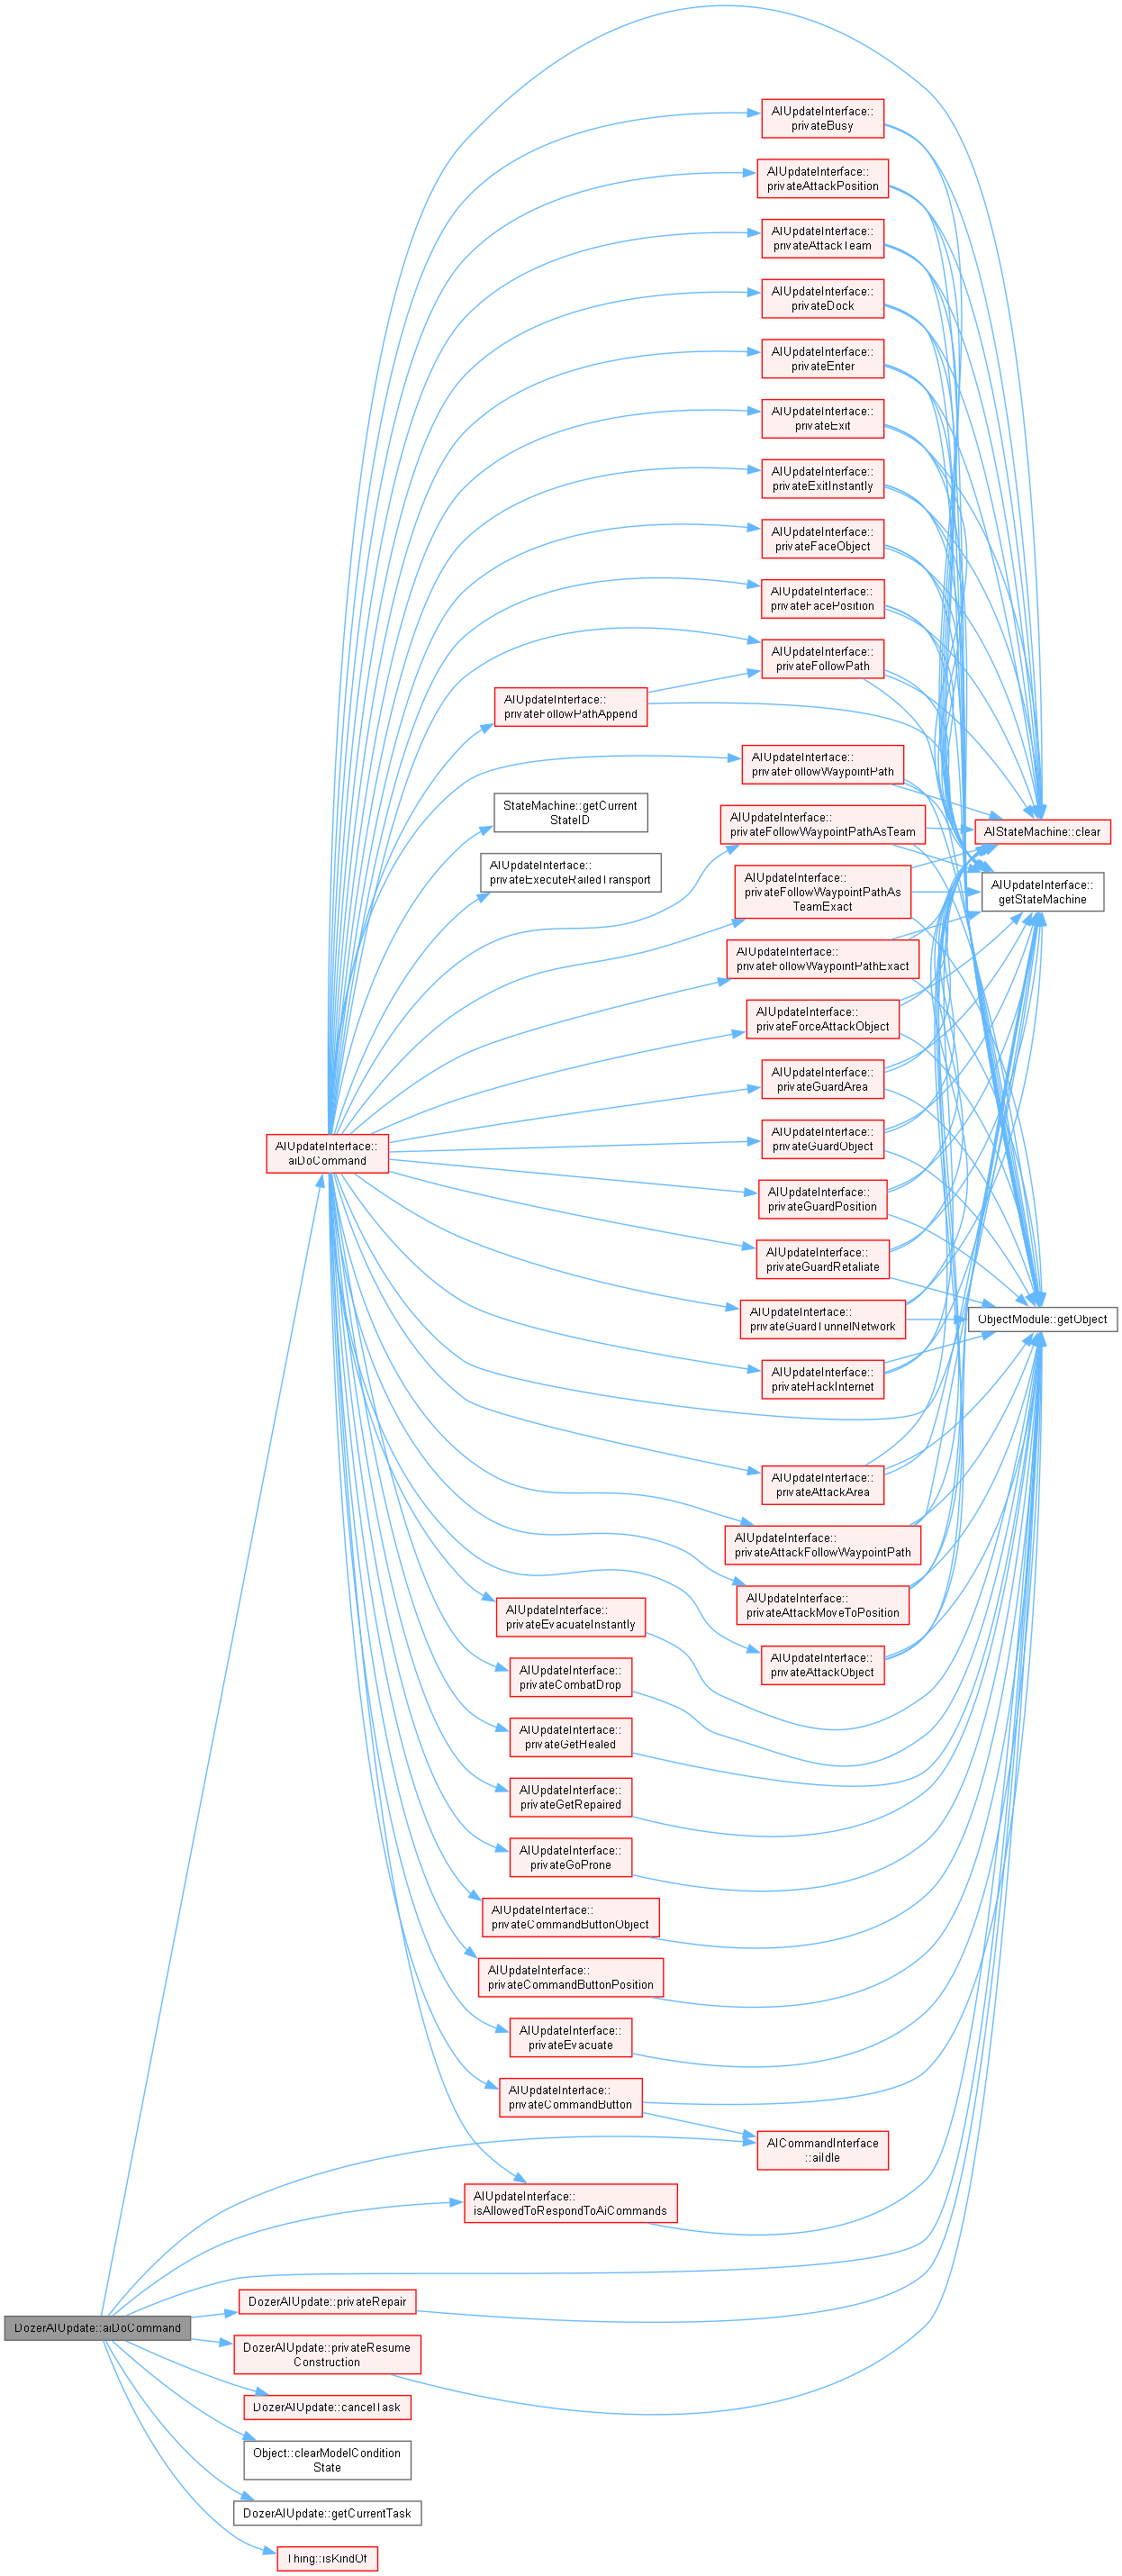 AIUpdateInterface::
privateBusy
AIUpdateInterface::
privateAttackPosition
AIUpdateInterface::
privateAttackTeam
AIUpdateInterface::
privateDock
AIUpdateInterface::
privateEnter
AIUpdateInterface::
privateExit
AIUpdateInterface::
privateExitInstantly
AIUpdateInterface::
privateFaceObject
AIUpdateInterface::
privateFacePosition
AIUpdateInterface::
privateFollowPath
AIUpdateInterface::
privateFollowPathAppend
AIUpdateInterface::
privateFollowWaypointPath
StateMachine::getCurrent
StateID
AIUpdateInterface::
privateFollowWaypointPathAsTeam
AIStateMachine::clear
AIUpdateInterface::
privateExecuteRailedTransport
AIUpdateInterface::
privateFollowWaypointPathAs
TeamExact
AIUpdateInterface::
getStateMachine
AIUpdateInterface::
privateFollowWaypointPathExact
AIUpdateInterface::
privateForceAttackObject
AIUpdateInterface::
privateGuardArea
AIUpdateInterface::
aiDoCommand
AIUpdateInterface::
privateGuardObject
AIUpdateInterface::
privateGuardPosition
AIUpdateInterface::
privateGuardRetaliate
AIUpdateInterface::
privateGuardTunnelNetwork
ObjectModule::getObject
AIUpdateInterface::
privateHackInternet
AIUpdateInterface::
privateAttackArea
AIUpdateInterface::
privateAttackFollowWaypointPath
AIUpdateInterface::
privateAttackMoveToPosition
AIUpdateInterface::
privateEvacuateInstantly
AIUpdateInterface::
privateAttackObject
AIUpdateInterface::
privateCombatDrop
AIUpdateInterface::
privateGetHealed
AIUpdateInterface::
privateGetRepaired
AIUpdateInterface::
privateGoProne
AIUpdateInterface::
privateCommandButtonObject
AIUpdateInterface::
privateCommandButtonPosition
AIUpdateInterface::
privateEvacuate
AIUpdateInterface::
privateCommandButton
AICommandInterface
::aiIdle
AIUpdateInterface::
isAllowedToRespondToAiCommands
DozerAIUpdate::privateRepair
DozerAIUpdate::aiDoCommand
DozerAIUpdate::privateResume
Construction
DozerAIUpdate::cancelTask
Object::clearModelCondition
State
DozerAIUpdate::getCurrentTask
Thing::isKindOf